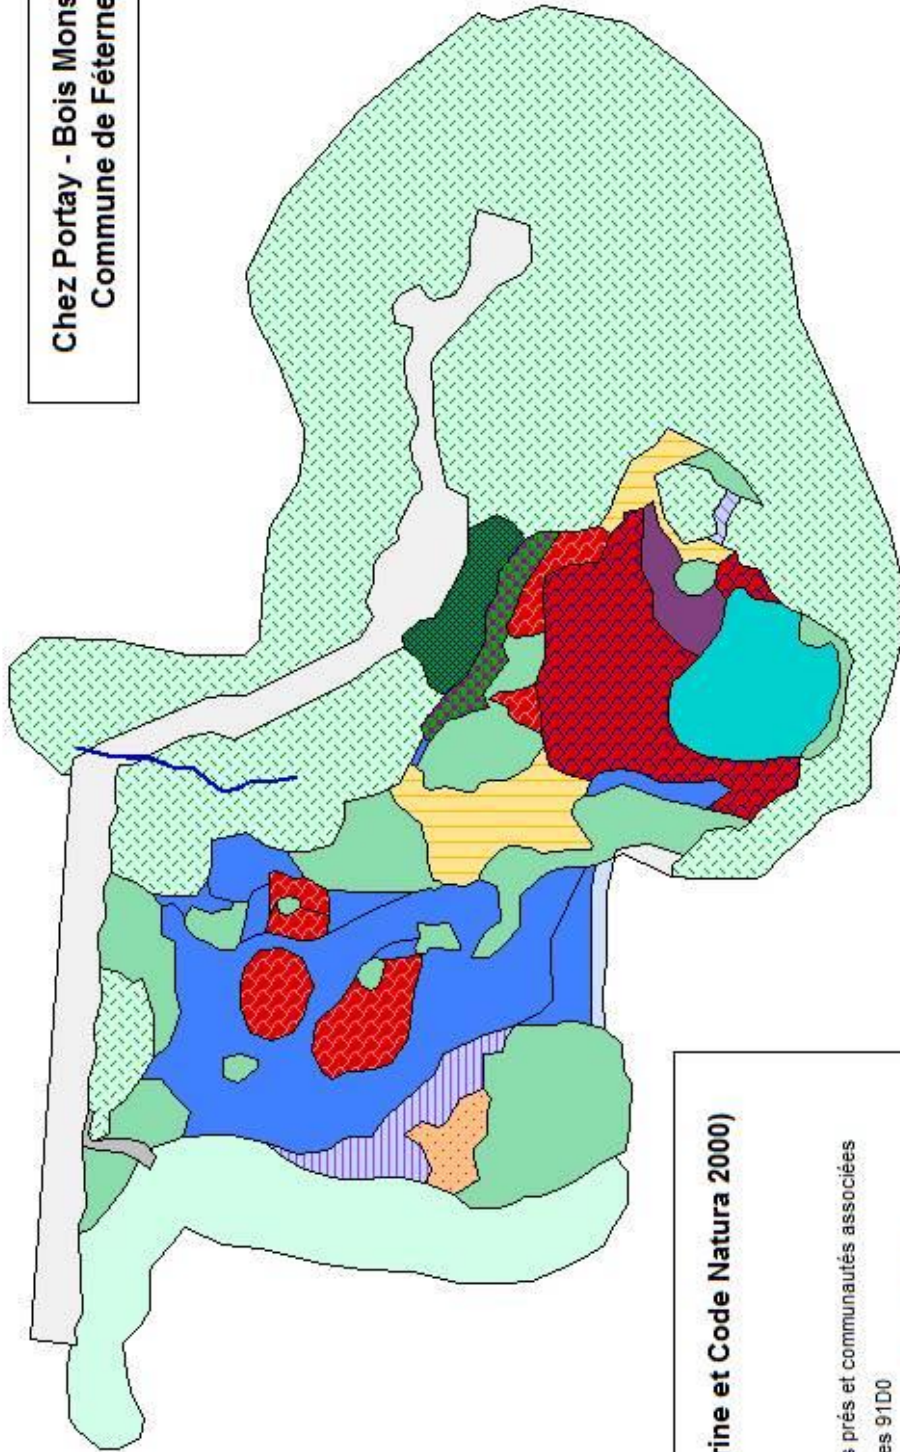 Chez Portay - Bois Mons
Commune de Féterne
rine et Code Natura 2000)
s prés et communautés associées
es 91D0